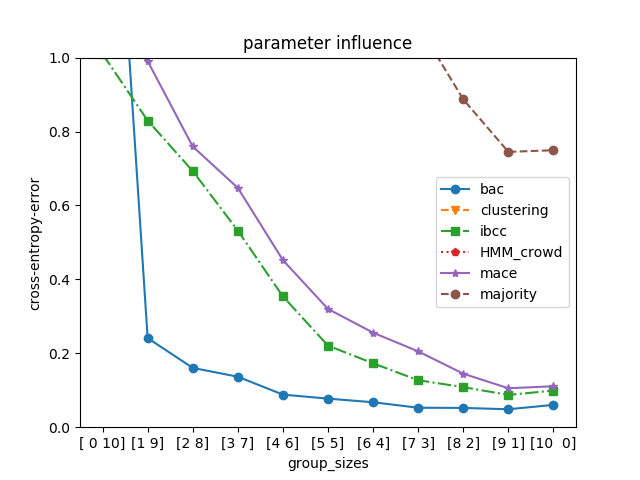 parameter influence
cross-entropy-error
1.0
0.8
0.6
0.4
0.2
0.0
bac
clustering
ibcc
HMM_crowd
mace
majority
[ 0 10] [1 9] [2 8] [3 7] [4 6] [5 5] [6 4] [7 3] [8 2] [9 1] [10  0]
group_sizes